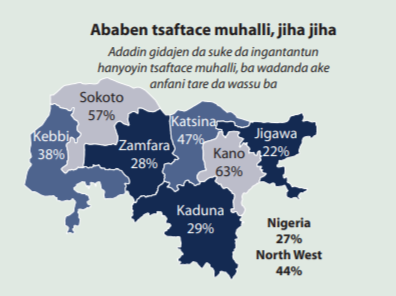 Ababen tsaftace muhalli, jiha jiha
Adadin gidajen da suke da ingantantun
hanyoyin tsaftace muhalli, ba wadanda ake
anfani tare da wassu ba
Sokoto
57%
Kebbi
38%
Zamfara
28%
Katsina
47%
Kano
63%
Jigawa
22%
Kaduna
29%
Nigeria
27%
North West
44%